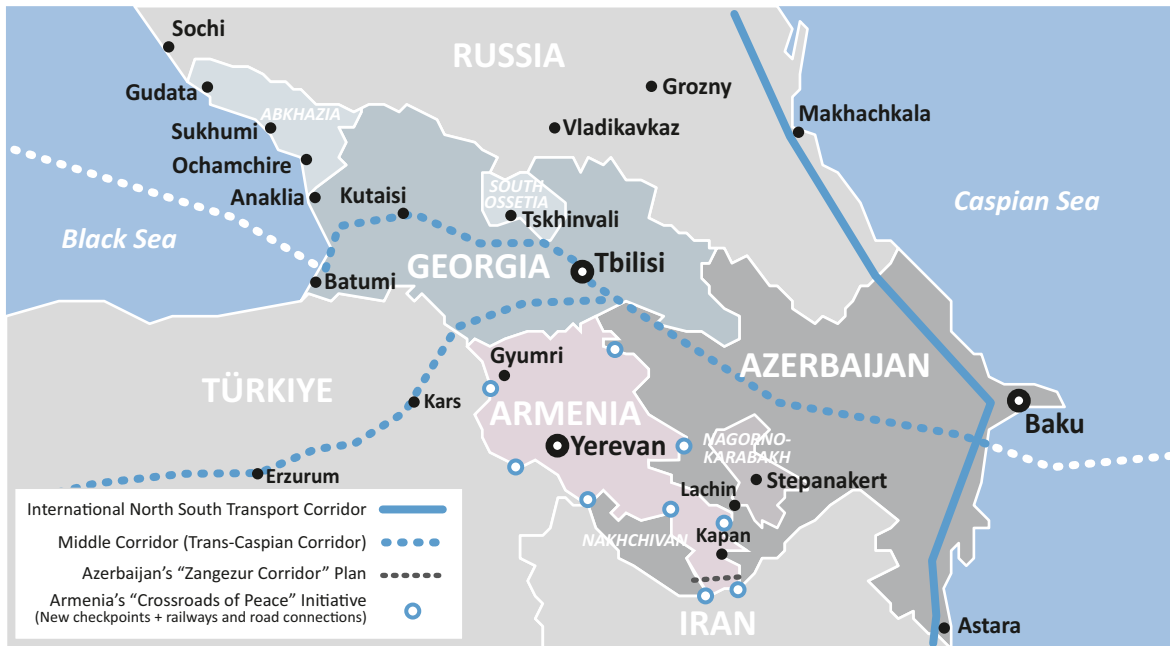 Sochi
RUSSIA
Grozny
Gudata
ABKHAZIA
Makhachkala
Sukhumi
Vladikavkaz
Ochamchire
Anaklia
Kutaisi
SOUTH
OSSETIA
Tskhinvali
Caspian Sea
Black Sea
GEORGIA
Tbilisi
Batumi
Gyumri
AZERBAIJAN
TÜRKIYE
Kars
ARMENIA
Baku
Yerevan
NAGORNO-
KARABAKH
Erzurum
Stepanakert
Lachin
NAKHCHIVAN
Kapan
IRAN
Astara
International North South Transport Corridor
Middle Corridor (Trans-Caspian Corridor)
Azerbaijan's “Zangezur Corridor” Plan
Armenia's “Crossroads of Peace” Initiative
(New checkpoints + railways and road connections)